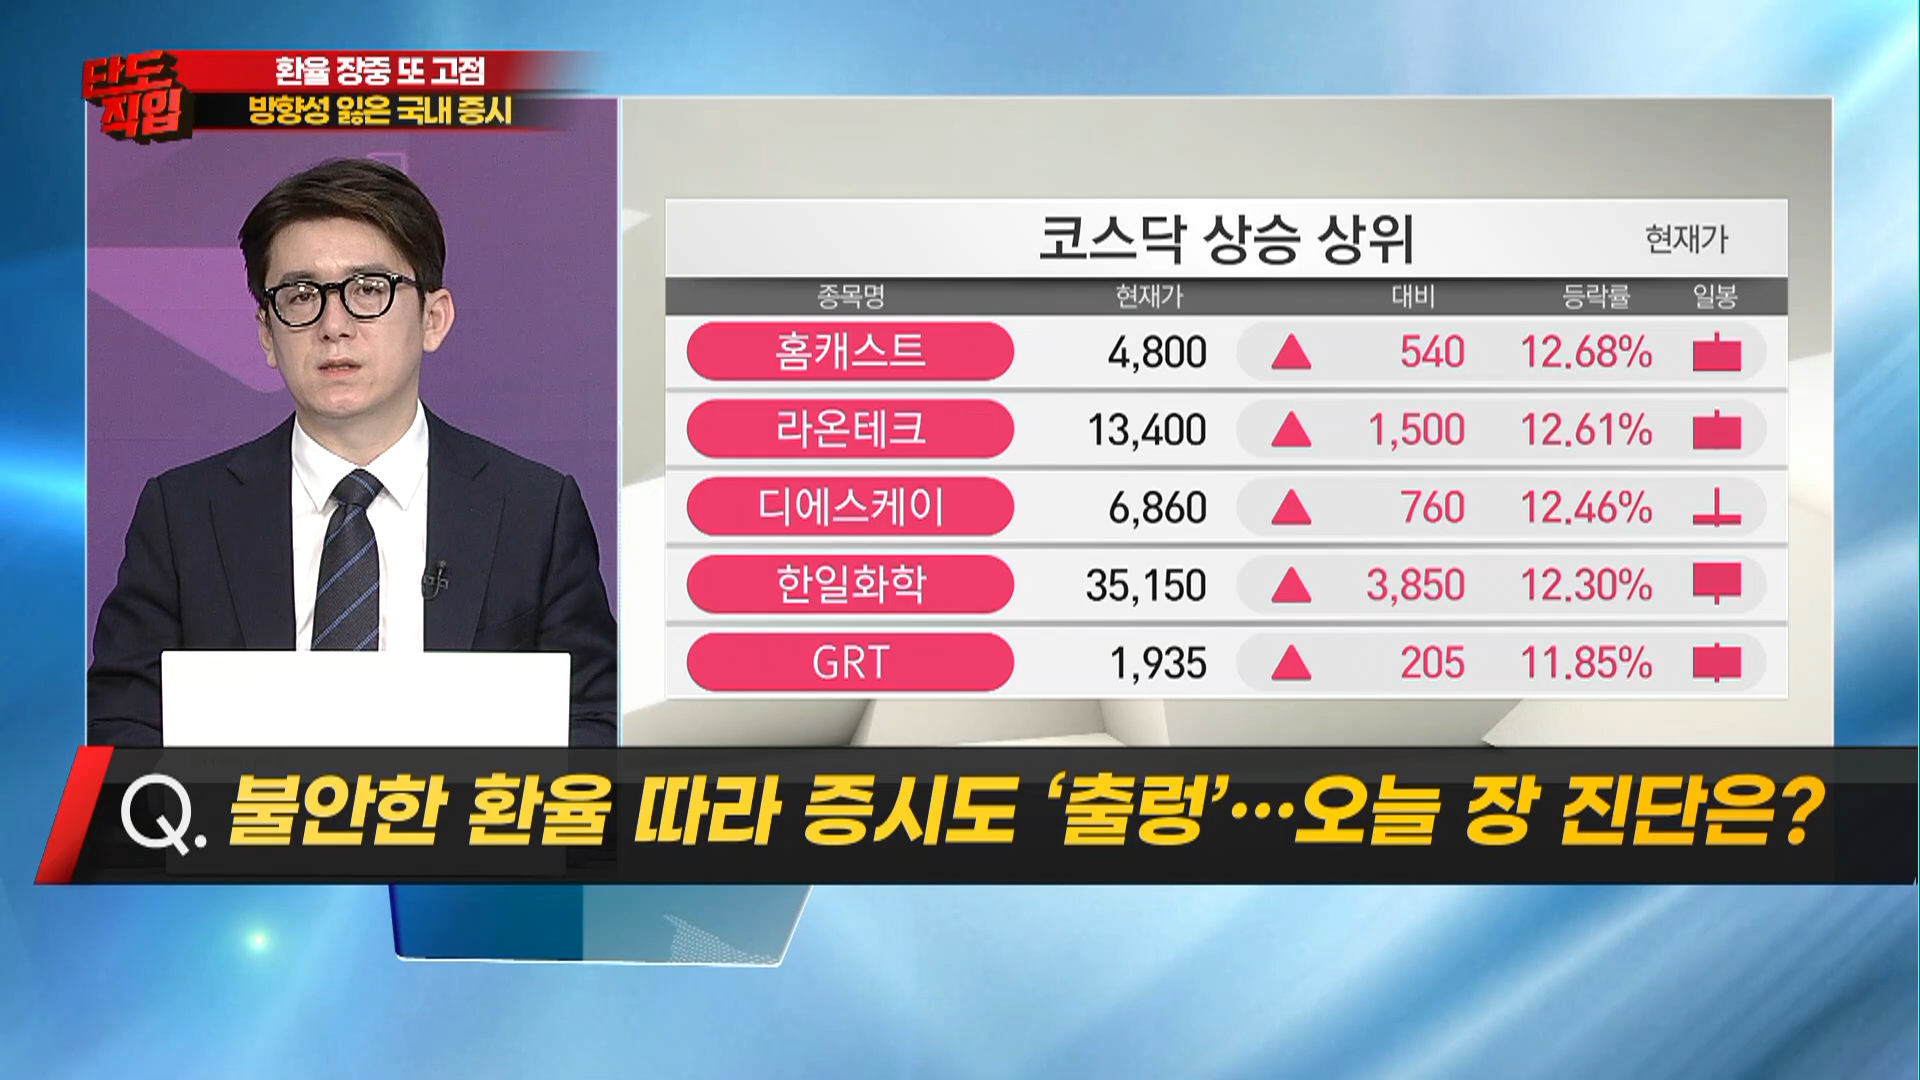 단도
직입
환율 장중 또 고점
방향성 잃은 국내 증시
코스닥 상승 상위
현재가
종목명 현재가 대비 등락률 일봉
홈캐스트 4,800 ▲ 540 12.68%
라온테크 13,400 ▲ 1,500 12.61%
디에스케이 6,860 ▲ 760 12.46%
한일화학 35,150 ▲ 3,850 12.30%
GRT 1,935 ▲ 205 11.85%
Q. 불안한 환율 따라 증시도 ‘출렁’…오늘 장 진단은?